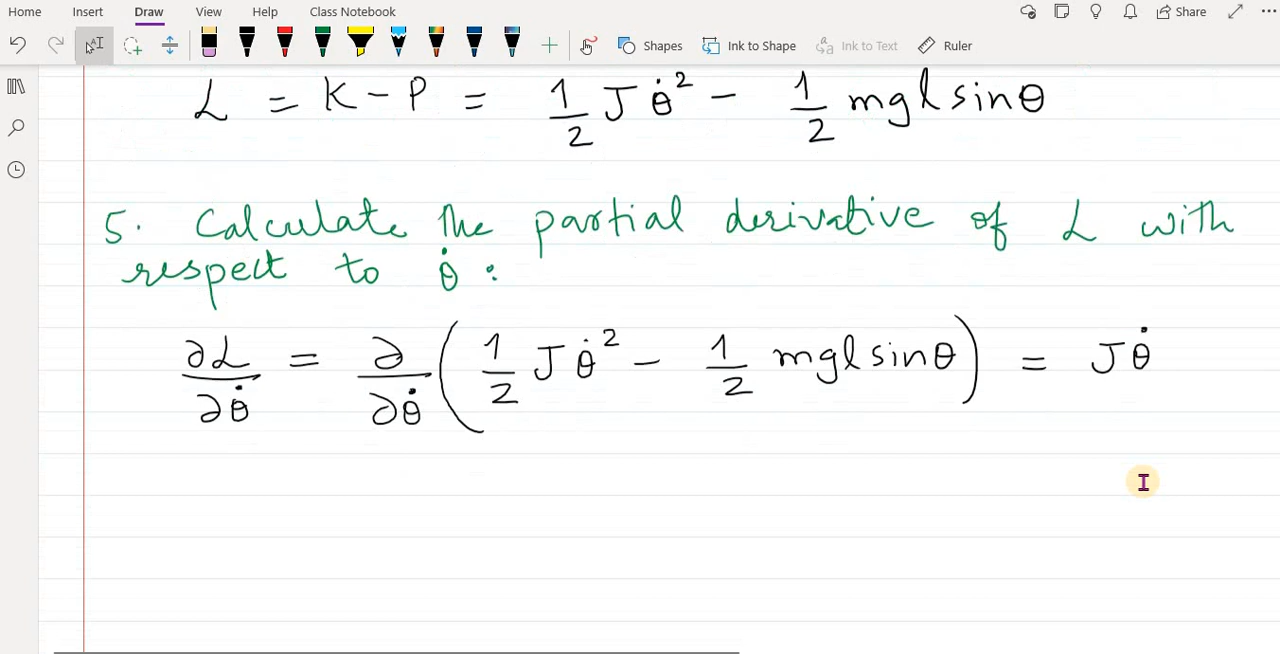 Home Insert Draw View Help Class Notebook Share
Shapes Ink to Shape Ink to Text Ruler
L = K - P = 1/2 J θ̇² - 1/2 mgl sinθ
5. Calculate the partial derivative of L with
respect to θ̇ :
∂L/∂θ̇ = ∂/∂θ̇ ( 1/2 J θ̇² - 1/2 mgl sinθ ) = J θ̇